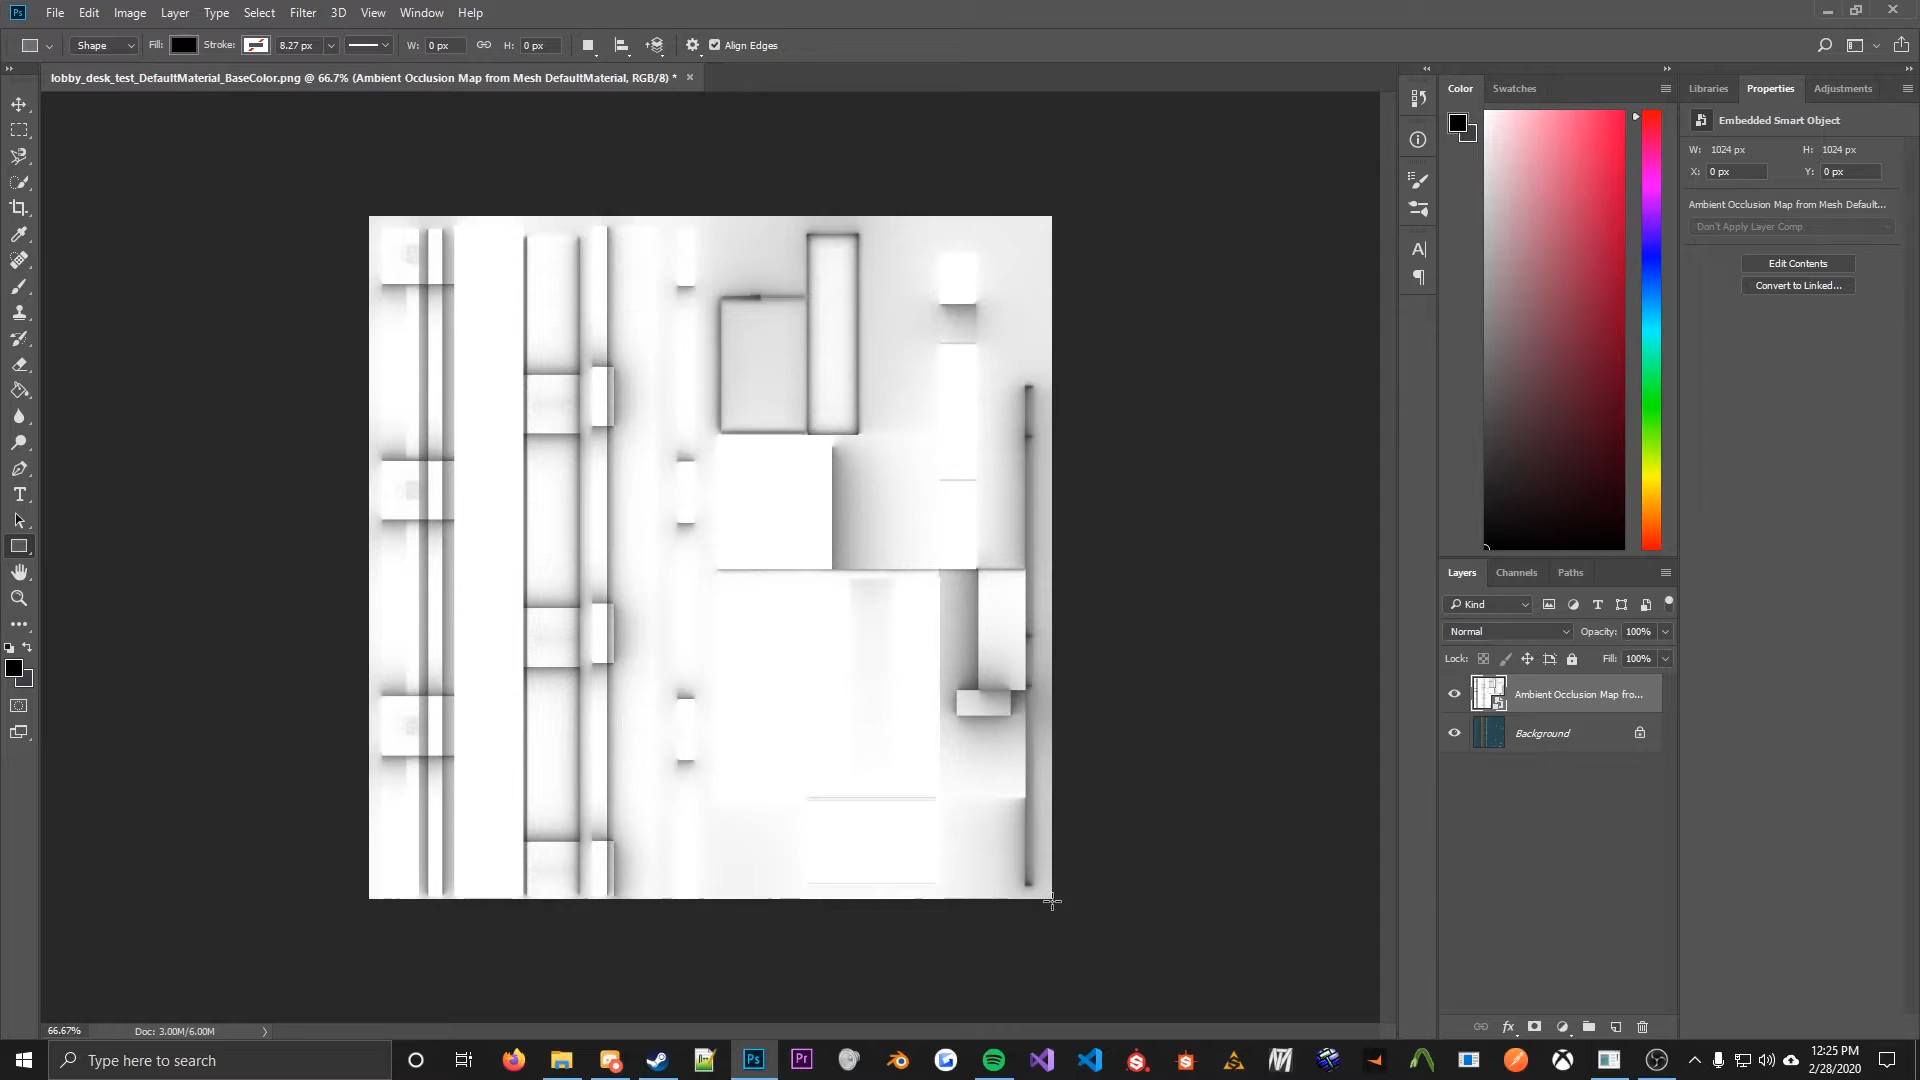 Ps File Edit Image Layer Type Select Filter 3D View Window Help
Shape Fill: Stroke: 8.27 px W: 0 px H: 0 px Align Edges
lobby_desk_test_DefaultMaterial_BaseColor.png @ 66.7% (Ambient Occlusion Map from Mesh DefaultMaterial, RGB/8) *
Color Swatches
Libraries Properties Adjustments
Embedded Smart Object
W: 1024 px H: 1024 px
X: 0 px Y: 0 px
Ambient Occlusion Map from Mesh Default...
Don't Apply Layer Comp
Edit Contents
Convert to Linked...
Layers Channels Paths
Kind
Normal Opacity: 100%
Lock: Fill: 100%
Ambient Occlusion Map fro...
Background
66.67% Doc: 3.00M/6.00M
Type here to search
Ps Pr
12:25 PM
2/28/2020